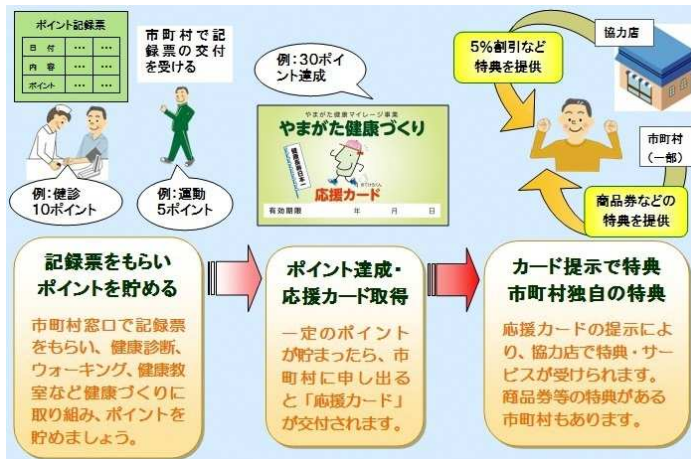 ポイント記録票
日 付 … …
内 容 … …
ポイント … …
市町村で記
録票の交付
を受ける
例：健診
10ポイント
例：運動
5ポイント
例：30ポイ
ント達成
やまがた健康マイレージ事業
やまがた健康づくり
健康長寿日本一
応援カード
有効期限 年 月 日
5％割引など
特典を提供
協力店
市町村
（一部）
商品券などの
特典を提供
記録票をもらい
ポイントを貯める
市町村窓口で記録票
をもらい、健康診断、
ウォーキング、健康教
室など健康づくりに
取り組み、ポイントを
貯めましょう。
ポイント達成・
応援カード取得
一定のポイント
が貯まったら、市
町村に申し出る
と「応援カード」
が交付されます。
カード提示で特典
市町村独自の特典
応援カードの提示によ
り、協力店で特典・サー
ビスが受けられます。
商品券等の特典がある
市町村もあります。